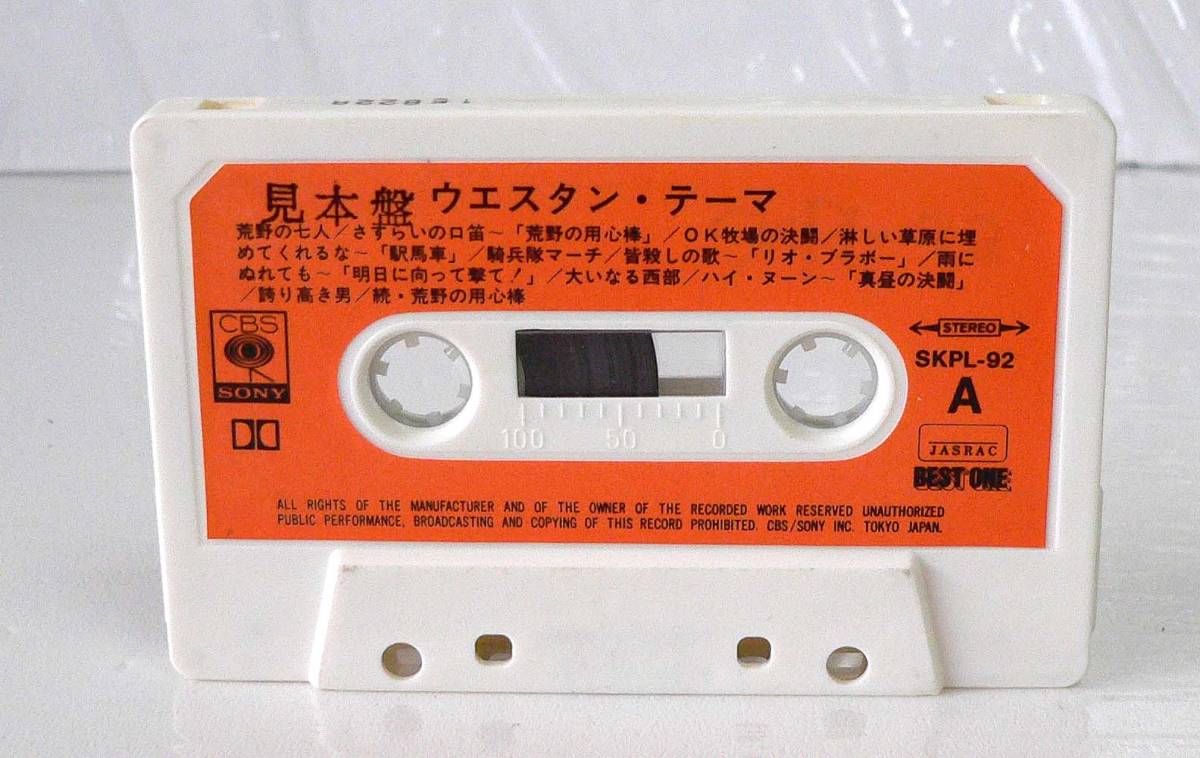 見本盤 ウエスタン・テーマ
荒野の七人/さすらいの口笛~「荒野の用心棒」/OK牧場の決闘/淋しい草原に埋
めてくれるな~「駅馬車」/騎兵隊マーチ/皆殺しの歌~「リオ・ブラボー」/雨に
ぬれても~「明日に向って撃て!」/大いなる西部/ハイ・ヌーン~「真昼の決闘」
/誇り高き男/続・荒野の用心棒
CBS
SONY
STEREO
SKPL-92
A
JASRAC
BEST ONE
100 50 0
ALL RIGHTS OF THE MANUFACTURER AND OF THE OWNER OF THE RECORDED WORK RESERVED UNAUTHORIZED
PUBLIC PERFORMANCE, BROADCASTING AND COPYING OF THIS RECORD PROHIBITED. CBS/SONY INC. TOKYO JAPAN.